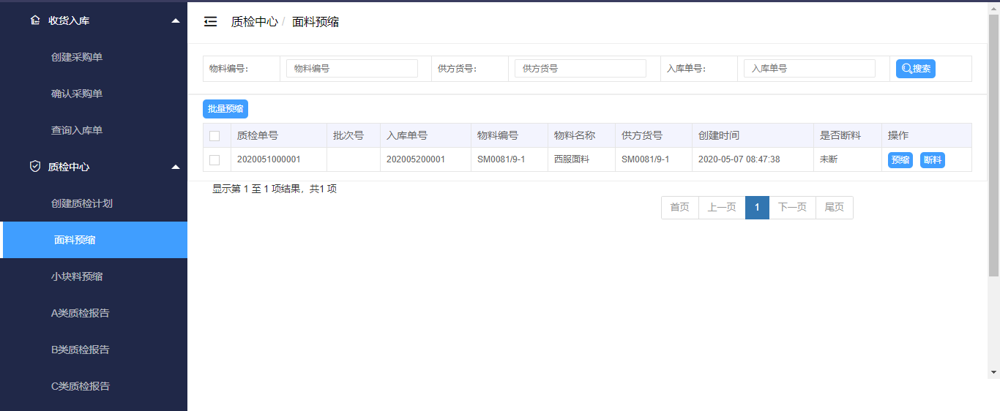 收货入库
创建采购单
确认采购单
查询入库单
质检中心
创建质检计划
面料预缩
小块料预缩
A类质检报告
B类质检报告
C类质检报告
质检中心 / 面料预缩
物料编号: 物料编号 供方货号: 供方货号 入库单号: 入库单号 搜索
批量预缩
质检单号 批次号 入库单号 物料编号 物料名称 供方货号 创建时间 是否断料 操作
2020051000001 202005200001 SM0081/9-1 西服面料 SM0081/9-1 2020-05-07 08:47:38 未断 预缩 断料
显示第 1 至 1 项结果，共1 项
首页 上一页 1 下一页 尾页